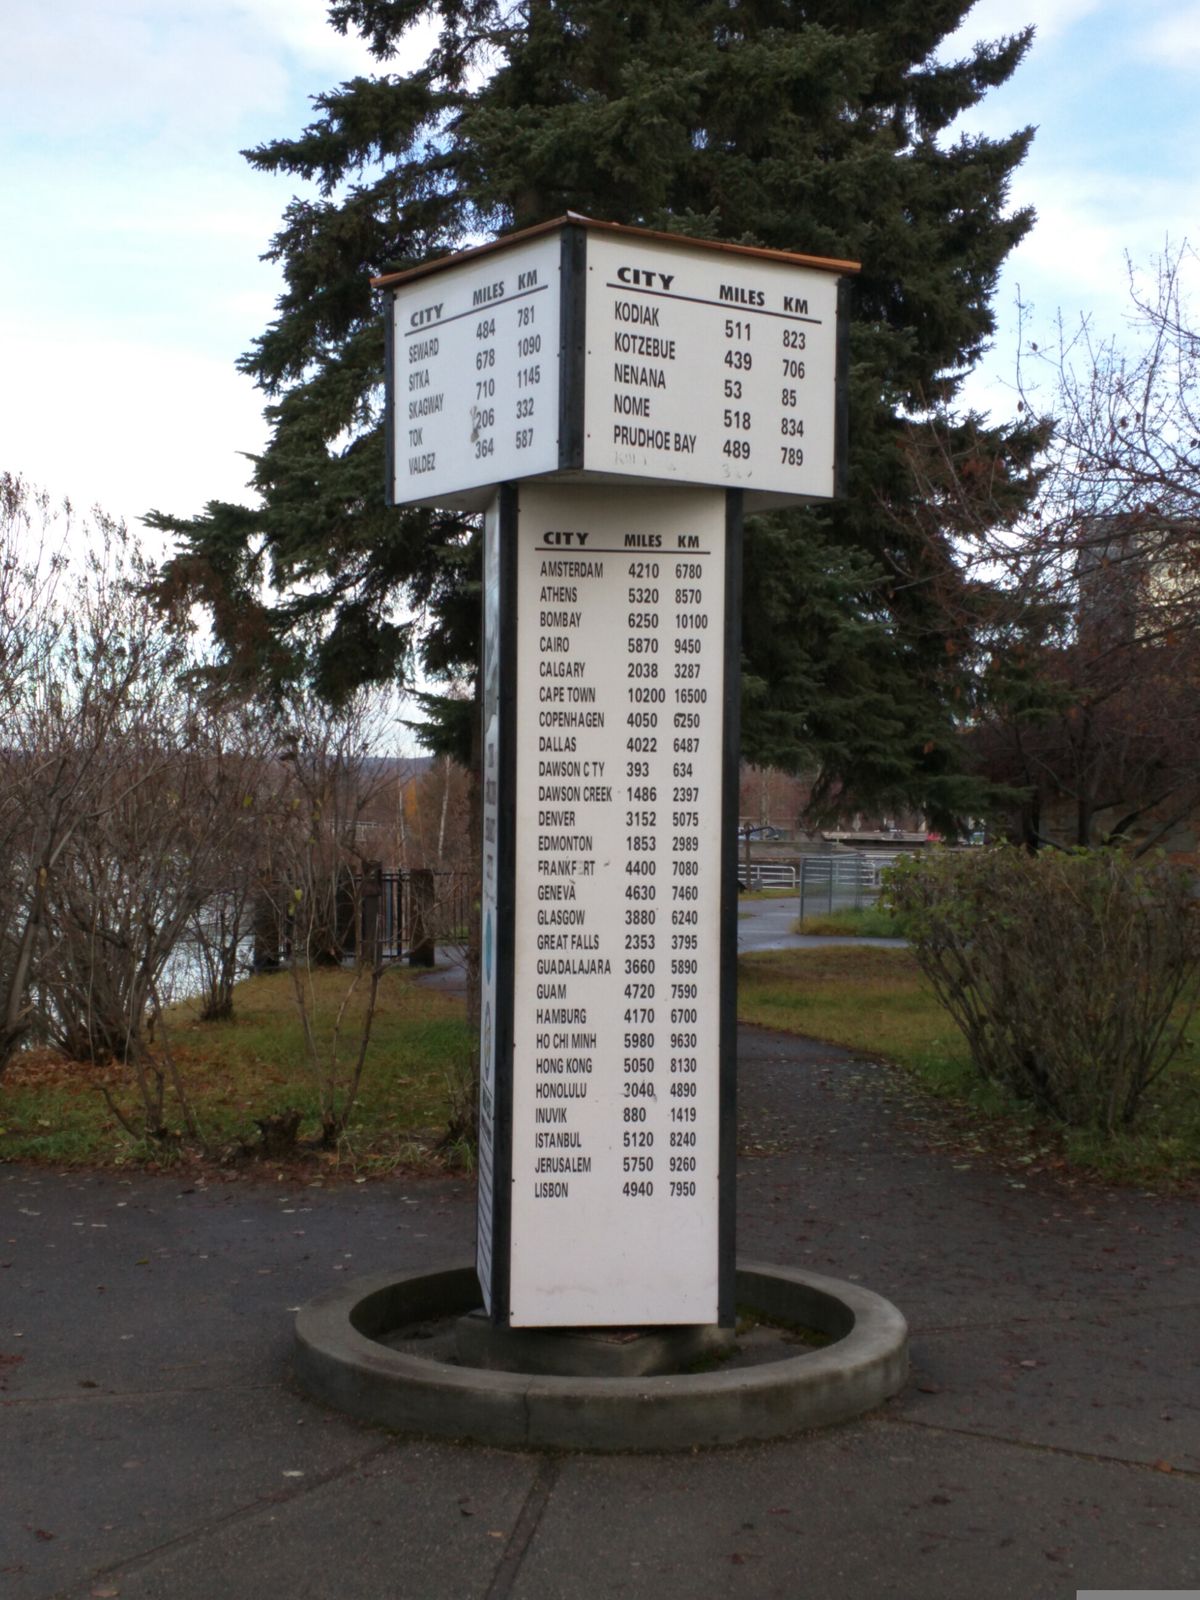 CITY MILES KM
SEWARD 484 781
SITKA 678 1090
SKAGWAY 710 1145
TOK 206 332
VALDEZ 364 587
CITY MILES KM
KODIAK 511 823
KOTZEBUE 439 706
NENANA 53 85
NOME 518 834
PRUDHOE BAY 489 789
CITY MILES KM
AMSTERDAM 4210 6780
ATHENS 5320 8570
BOMBAY 6250 10100
CAIRO 5870 9450
CALGARY 2038 3287
CAPE TOWN 10200 16500
COPENHAGEN 4050 6250
DALLAS 4022 6487
DAWSON C TY 393 634
DAWSON CREEK 1486 2397
DENVER 3152 5075
EDMONTON 1853 2989
FRANKF RT 4400 7080
GENEVA 4630 7460
GLASGOW 3880 6240
GREAT FALLS 2353 3795
GUADALAJARA 3660 5890
GUAM 4720 7590
HAMBURG 4170 6700
HO CHI MINH 5980 9630
HONG KONG 5050 8130
HONOLULU 3040 4890
INUVIK 880 1419
ISTANBUL 5120 8240
JERUSALEM 5750 9260
LISBON 4940 7950